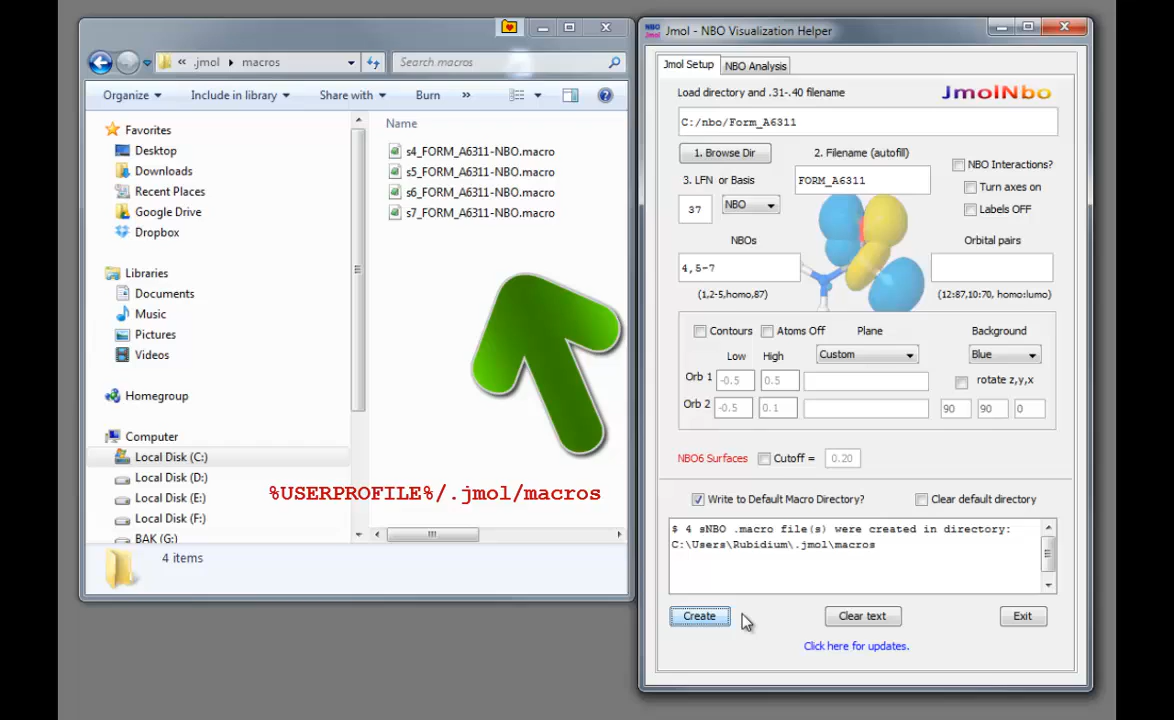 « .jmol ▸ macros
Search macros
Organize
Include in library
Share with
Burn
»
Favorites
Desktop
Downloads
Recent Places
Google Drive
Dropbox
Libraries
Documents
Music
Pictures
Videos
Homegroup
Computer
Local Disk (C:)
Local Disk (D:)
Local Disk (E:)
Local Disk (F:)
BAK (G:)
Name
s4_FORM_A6311-NBO.macro
s5_FORM_A6311-NBO.macro
s6_FORM_A6311-NBO.macro
s7_FORM_A6311-NBO.macro
%USERPROFILE%/.jmol/macros
4 items
NBO
Jmol
Jmol - NBO Visualization Helper
Jmol Setup
NBO Analysis
Load directory and .31-.40 filename
JmolNbo
C:/nbo/Form_A6311
1. Browse Dir
2. Filename (autofill)
NBO Interactions?
3. LFN or Basis
FORM_A6311
Turn axes on
37
NBO
Labels OFF
NBOs
Orbital pairs
4,5-7
(1,2-5,homo,87)
(12:87,10:70, homo:lumo)
Contours
Atoms Off
Plane
Background
Low
High
Custom
Blue
Orb 1
-0.5
0.5
rotate z,y,x
Orb 2
-0.5
0.1
90
90
0
NBO6 Surfaces
Cutoff =
0.20
Write to Default Macro Directory?
Clear default directory
$ 4 sNBO .macro file(s) were created in directory:
C:\Users\Rubidium\.jmol\macros
Create
Clear text
Exit
Click here for updates.